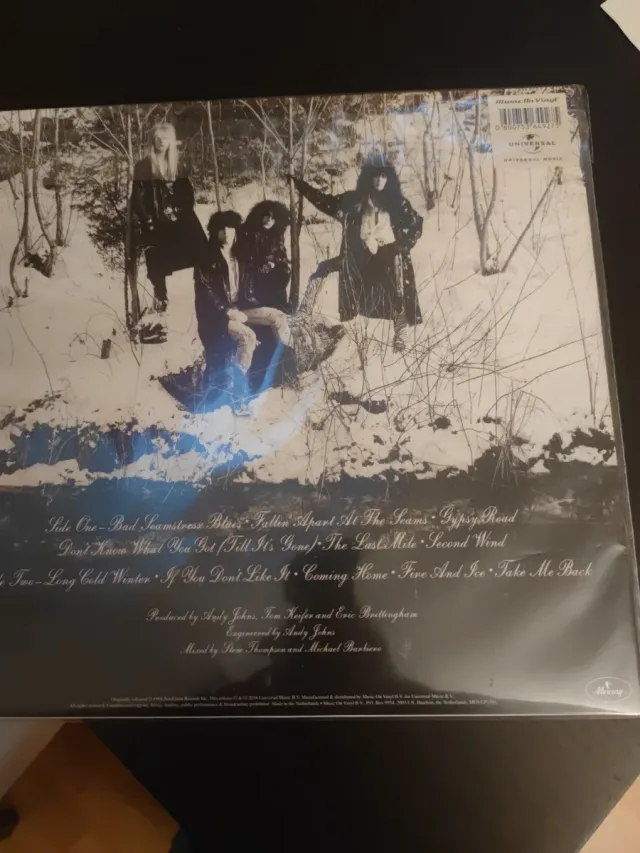 Music On Vinyl
UNIVERSAL
UNIVERSAL MUSIC
Side One – Bad Seamstress Blues • Fallen Apart At The Seams • Gypsy Road
Don't Know What You Got (Till It's Gone) • The Last Mile • Second Wind
e Two – Long Cold Winter • If You Don't Like It • Coming Home • Fire And Ice • Take Me Back
Produced by Andy Johns, Tom Keifer and Eric Brittingham
Engineered by Andy Johns
Mixed by Steve Thompson and Michael Barbiero
Mercury